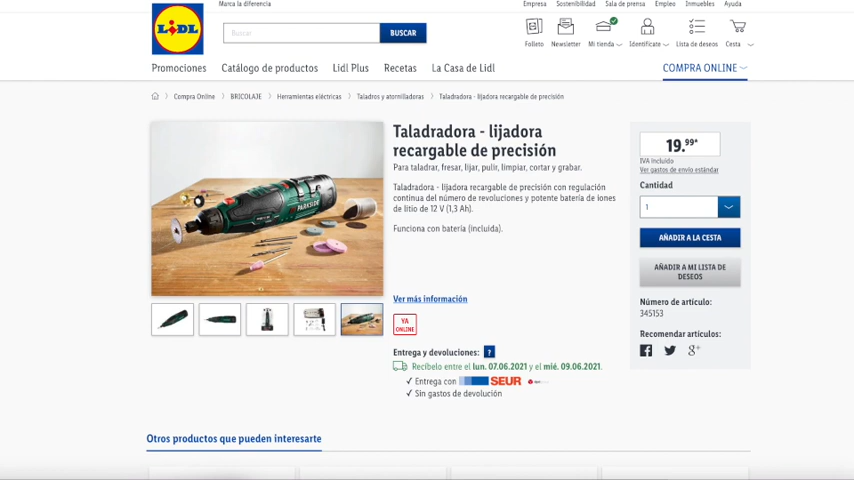 Marca la diferencia
Empresa Sostenibilidad Sala de prensa Empleo Inmuebles Ayuda
LIDL
Buscar
BUSCAR
Folleto Newsletter Mi tienda Identifícate Lista de deseos Cesta
Promociones Catálogo de productos Lidl Plus Recetas La Casa de Lidl
COMPRA ONLINE
Compra Online BRICOLAJE Herramientas eléctricas Taladros y atornilladoras Taladradora - lijadora recargable de precisión
Taladradora - lijadora
recargable de precisión
Para taladrar, fresar, lijar, pulir, limpiar, cortar y grabar.
Taladradora - lijadora recargable de precisión con regulación
continua del número de revoluciones y potente batería de iones
de litio de 12 V (1,3 Ah).
Funciona con batería (incluida).
PARKSIDE
Ver más información
YA
ONLINE
Entrega y devoluciones: ?
Recíbelo entre el lun. 07.06.2021 y el mié. 09.06.2021.
✓ Entrega con SEUR
✓ Sin gastos de devolución
19.99*
IVA incluido
Ver gastos de envío estándar
Cantidad
1
AÑADIR A LA CESTA
AÑADIR A MI LISTA DE
DESEOS
Número de artículo:
345153
Recomendar artículos:
g+
Otros productos que pueden interesarte